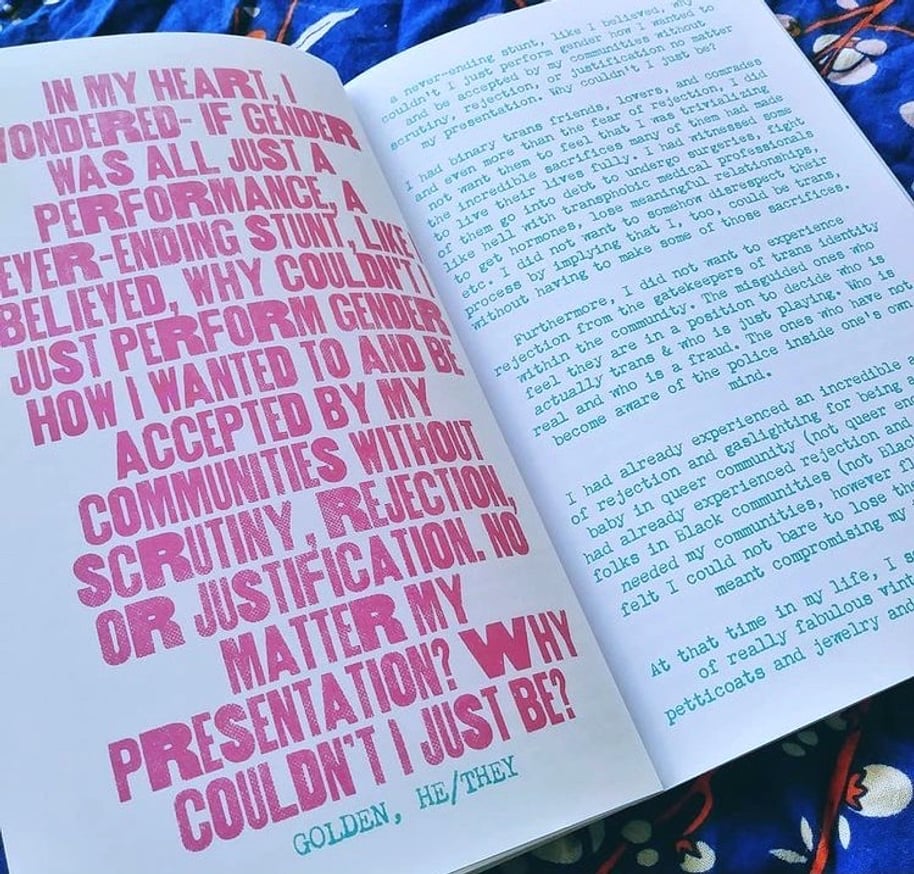 IN MY HEART, I
WONDERED- IF GENDER
WAS ALL JUST A
PERFORMANCE, A
EVER-ENDING STUNT, LIKE
BELIEVED, WHY COULDN'T I
JUST PERFORM GENDER
HOW I WANTED TO AND BE
ACCEPTED BY MY
COMMUNITIES WITHOUT
SCRUTINY, REJECTION,
OR JUSTIFICATION. NO
MATTER MY
PRESENTATION? WHY
COULDN'T I JUST BE?
GOLDEN, HE/THEY
a never-ending stunt, like I believed, why
couldn't I just perform gender how I wanted to
and be accepted by my communities without
scrutiny, rejection, or justification no matter
my presentation. Why couldn't I just be?
I had binary trans friends, lovers, and comrades
and even more than the fear of rejection, I did
not want them to feel that I was trivializing
the incredible sacrifices many of them had made
to live their lives fully. I had witnessed some
of them go into debt to undergo surgeries, fight
like hell with transphobic medical professionals
to get hormones, lose meaningful relationships,
etc. I did not want to somehow disrespect their
process by implying that I, too, could be trans,
without having to make some of those sacrifices.
Furthermore, I did not want to experience
rejection from the gatekeepers of trans identity
within the community. The misguided ones who
feel they are in a position to decide who is
actually trans & who is just playing. Who is
real and who is a fraud. The ones who have not
become aware of the police inside one's own
mind.
I had already experienced an incredible
of rejection and gaslighting for being
baby in queer community (not queer
had already experienced rejection and
folks in Black communities (not
needed my communities, however
felt I could not bare to lose
meant compromising my
At that time in my life, I
of really fabulous
petticoats and jewelry and